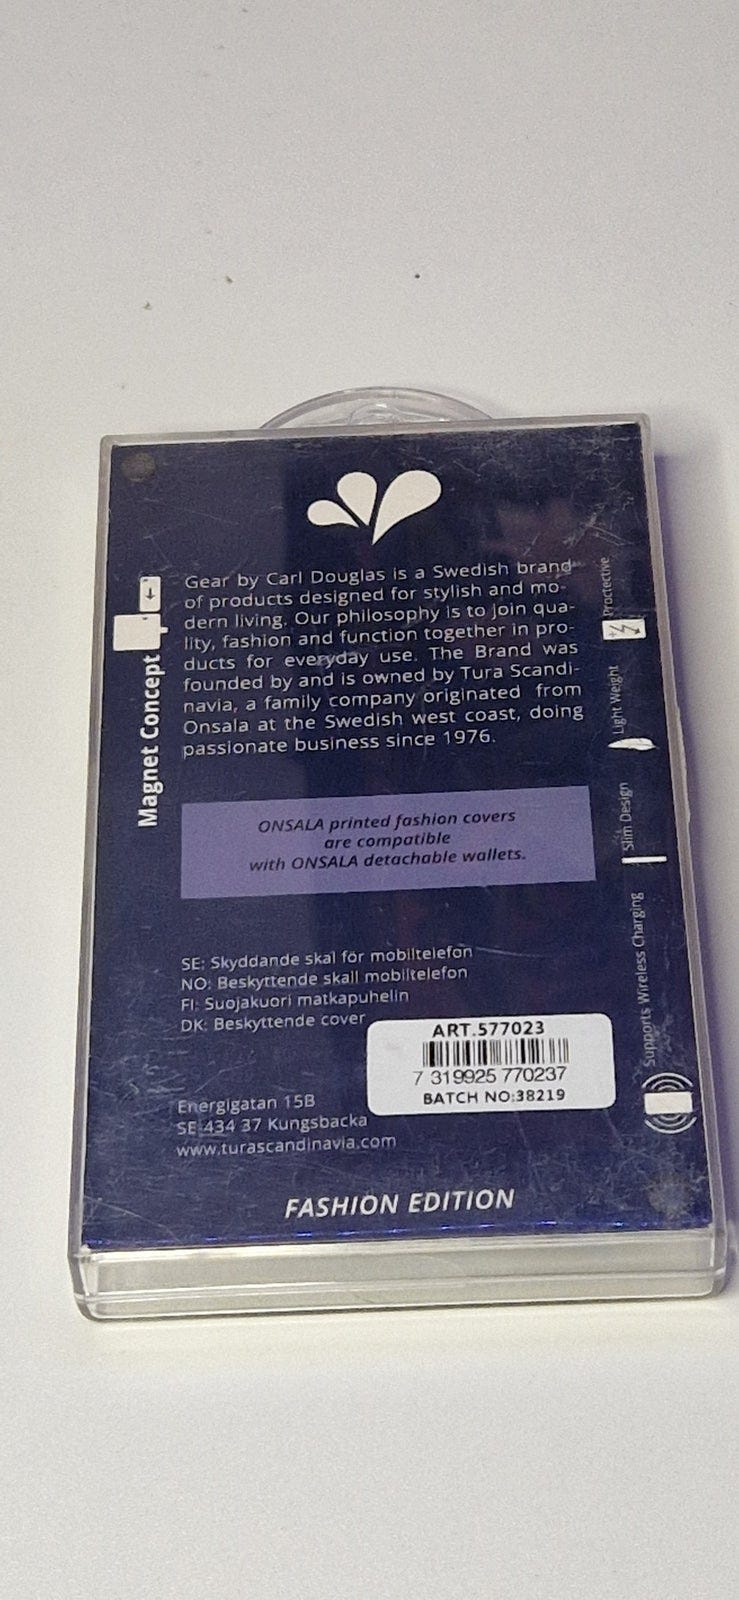 Gear by Carl Douglas is a Swedish brand
of products designed for stylish and mo-
dern living. Our philosophy is to join qua-
lity, fashion and function together in pro-
ducts for everyday use. The Brand was
founded by and is owned by Tura Scandi-
navia, a family company originated from
Onsala at the Swedish west coast, doing
passionate business since 1976.
Magnet Concept
Proctective
Light Weight
Slim Design
Supports Wireless Charging
ONSALA printed fashion covers
are compatible
with ONSALA detachable wallets.
SE: Skyddande skal för mobiltelefon
NO: Beskyttende skall mobiltelefon
FI: Suojakuori matkapuhelin
DK: Beskyttende cover
ART.577023
7 319925 770237
BATCH NO:38219
Energigatan 15B
SE-434 37 Kungsbacka
www.turascandinavia.com
FASHION EDITION